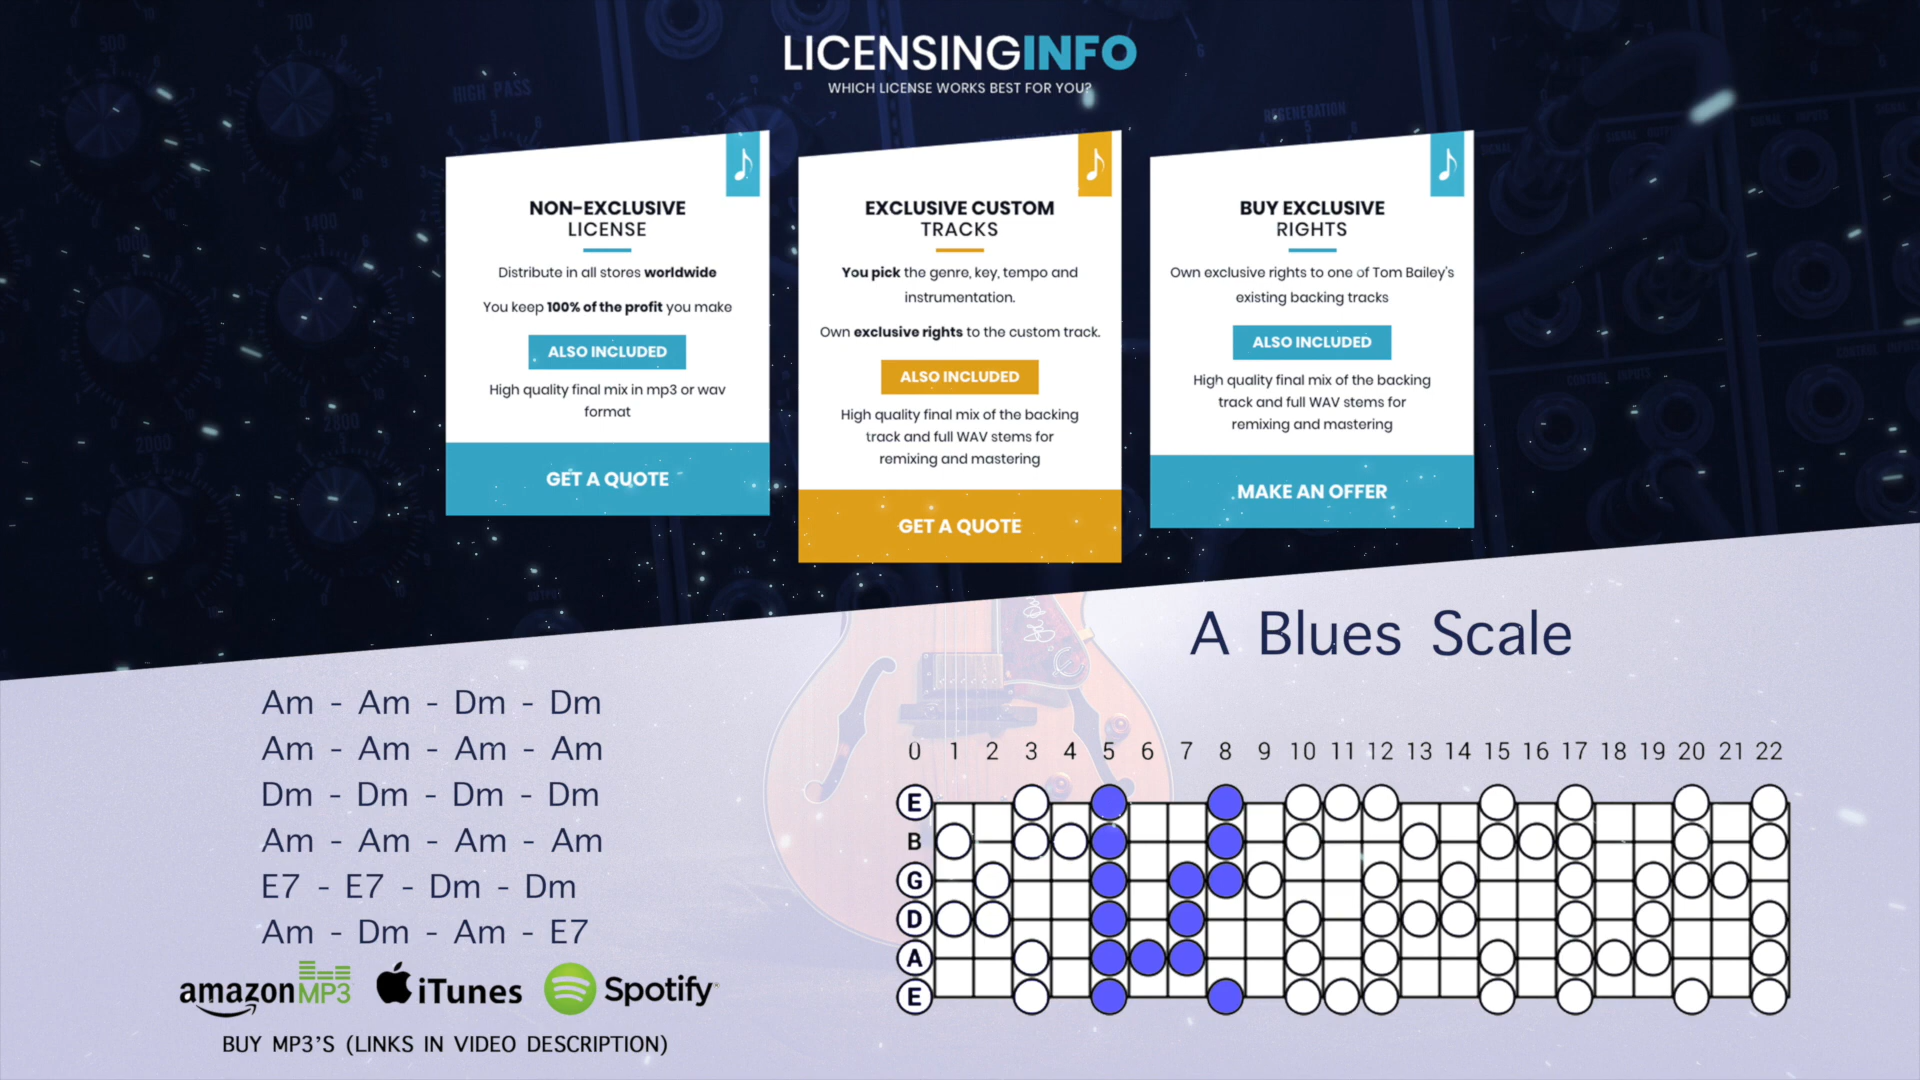 LICENSINGINFO
WHICH LICENSE WORKS BEST FOR YOU?
NON-EXCLUSIVE
LICENSE
Distribute in all stores worldwide
You keep 100% of the profit you make
ALSO INCLUDED
High quality final mix in mp3 or wav
format
GET A QUOTE
EXCLUSIVE CUSTOM
TRACKS
You pick the genre, key, tempo and
instrumentation.
Own exclusive rights to the custom track.
ALSO INCLUDED
High quality final mix of the backing
track and full WAV stems for
remixing and mastering
GET A QUOTE
BUY EXCLUSIVE
RIGHTS
Own exclusive rights to one of Tom Bailey's
existing backing tracks
ALSO INCLUDED
High quality final mix of the backing
track and full WAV stems for
remixing and mastering
MAKE AN OFFER
HIGH PASS
REGENERATION
CONTROL INPUTS
Am - Am - Dm - Dm
Am - Am - Am - Am
Dm - Dm - Dm - Dm
Am - Am - Am - Am
E7 - E7 - Dm - Dm
Am - Dm - Am - E7
amazonMP3 iTunes Spotify
BUY MP3'S (LINKS IN VIDEO DESCRIPTION)
A Blues Scale
0 1 2 3 4 5 6 7 8 9 10 11 12 13 14 15 16 17 18 19 20 21 22
E
B
G
D
A
E